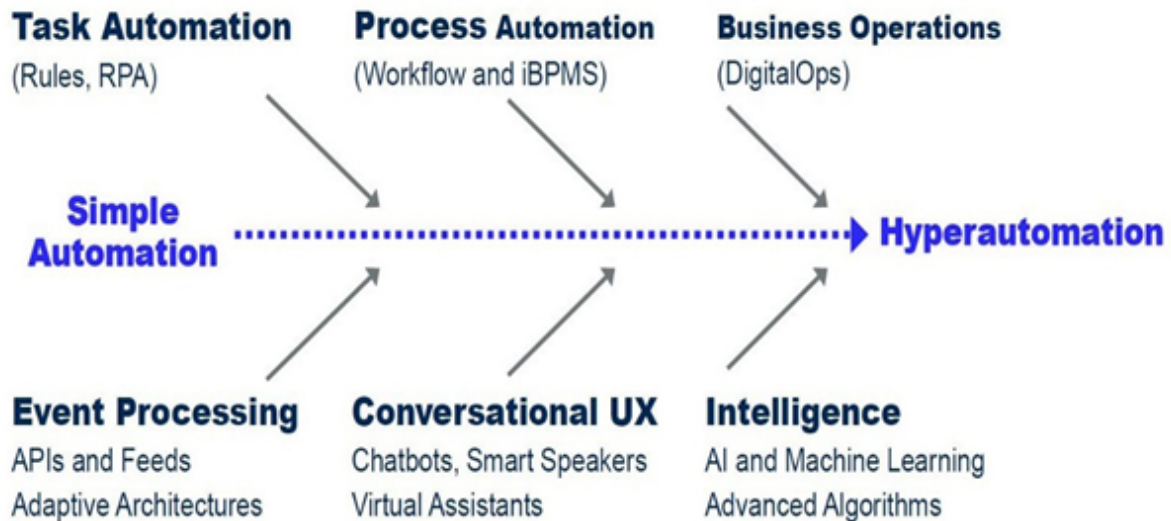 Task Automation
(Rules, RPA)
Process Automation
(Workflow and iBPMS)
Business Operations
(DigitalOps)
Simple
Automation
Hyperautomation
Event Processing
APIs and Feeds
Adaptive Architectures
Conversational UX
Chatbots, Smart Speakers
Virtual Assistants
Intelligence
AI and Machine Learning
Advanced Algorithms